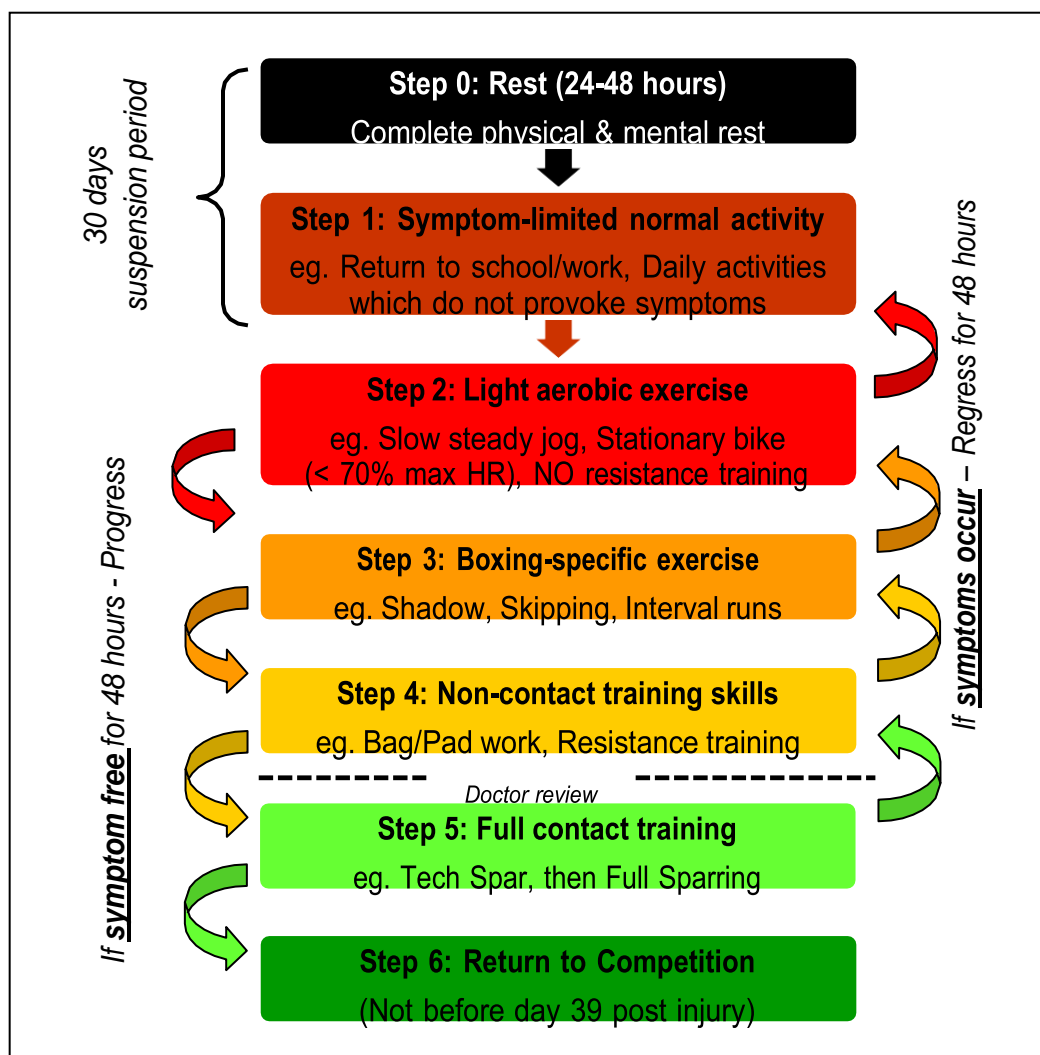 Step 0: Rest (24-48 hours)
Complete physical & mental rest
30 days
suspension period
Step 1: Symptom-limited normal activity
eg. Return to school/work, Daily activities
which do not provoke symptoms
Step 2: Light aerobic exercise
eg. Slow steady jog, Stationary bike
(< 70% max HR), NO resistance training
If symptom free for 48 hours - Progress
If symptoms occur – Regress for 48 hours
Step 3: Boxing-specific exercise
eg. Shadow, Skipping, Interval runs
Step 4: Non-contact training skills
eg. Bag/Pad work, Resistance training
Doctor review
Step 5: Full contact training
eg. Tech Spar, then Full Sparring
Step 6: Return to Competition
(Not before day 39 post injury)